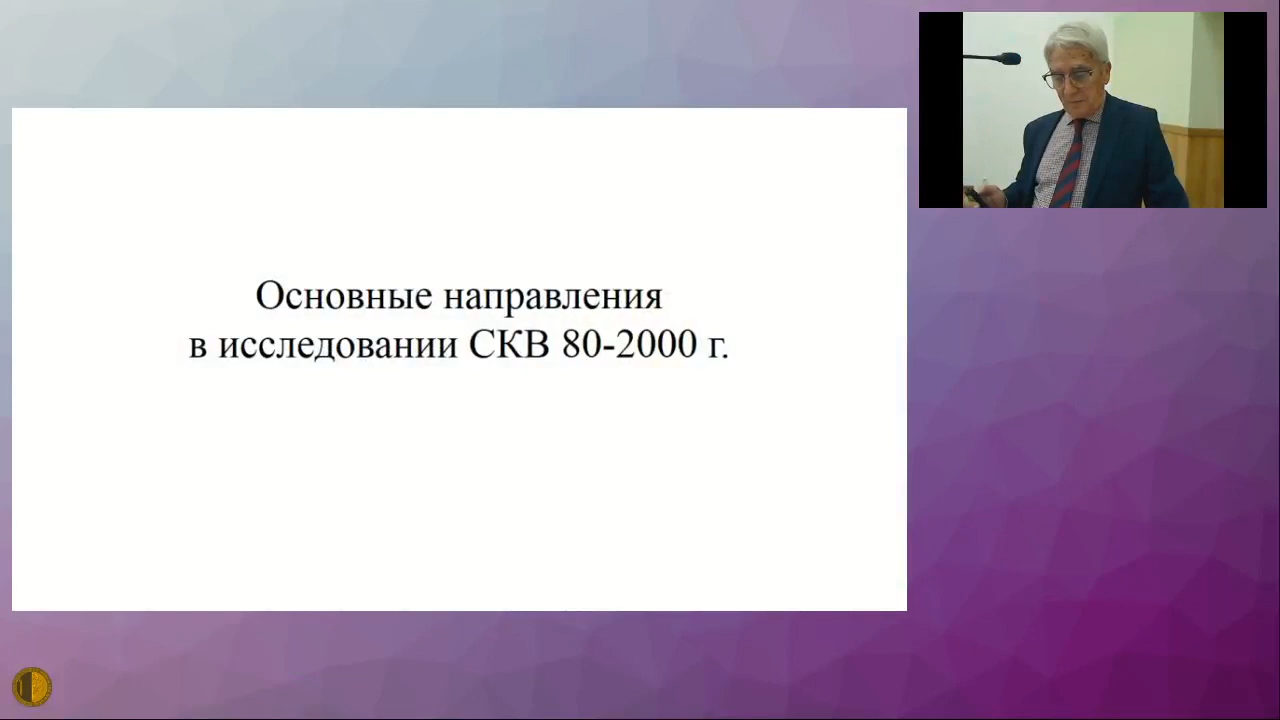 Основные направления
в исследовании СКВ 80-2000 г.